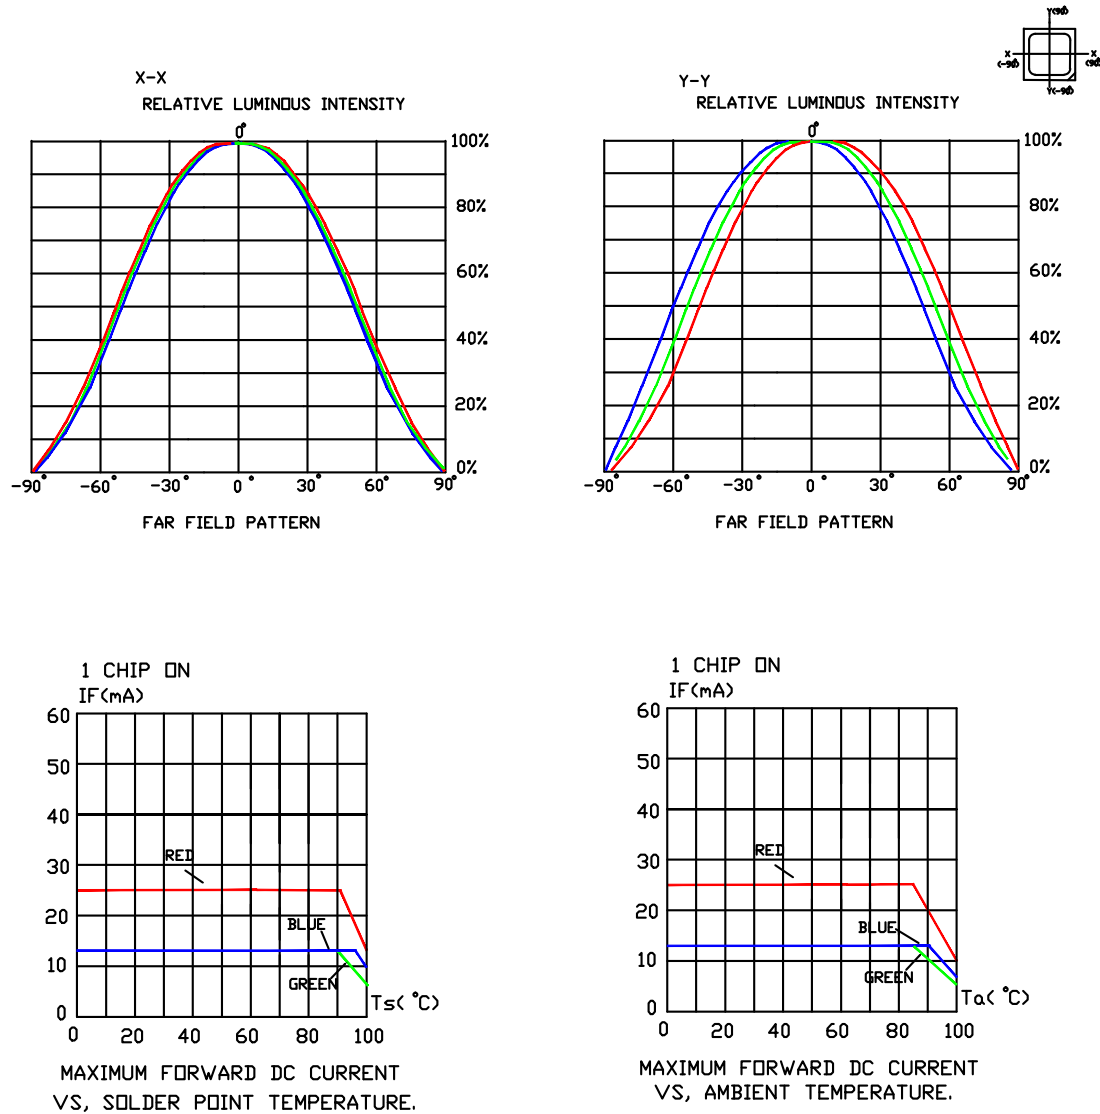 Y(90°)
X X
(-90°) (90°)
Y(-90°)
X-X
RELATIVE LUMINOUS INTENSITY
0°
100%
80%
60%
40%
20%
0%
-90° -60° -30° 0° 30° 60° 90°
FAR FIELD PATTERN
Y-Y
RELATIVE LUMINOUS INTENSITY
0°
100%
80%
60%
40%
20%
0%
-90° -60° -30° 0° 30° 60° 90°
FAR FIELD PATTERN
1 CHIP ON
IF(mA)
60
50
40
30
20
10
0
RED
BLUE
GREEN
Ts(°C)
0 20 40 60 80 100
MAXIMUM FORWARD DC CURRENT
VS, SOLDER POINT TEMPERATURE.
1 CHIP ON
IF(mA)
60
50
40
30
20
10
0
RED
BLUE
GREEN
Ta(°C)
0 20 40 60 80 100
MAXIMUM FORWARD DC CURRENT
VS, AMBIENT TEMPERATURE.